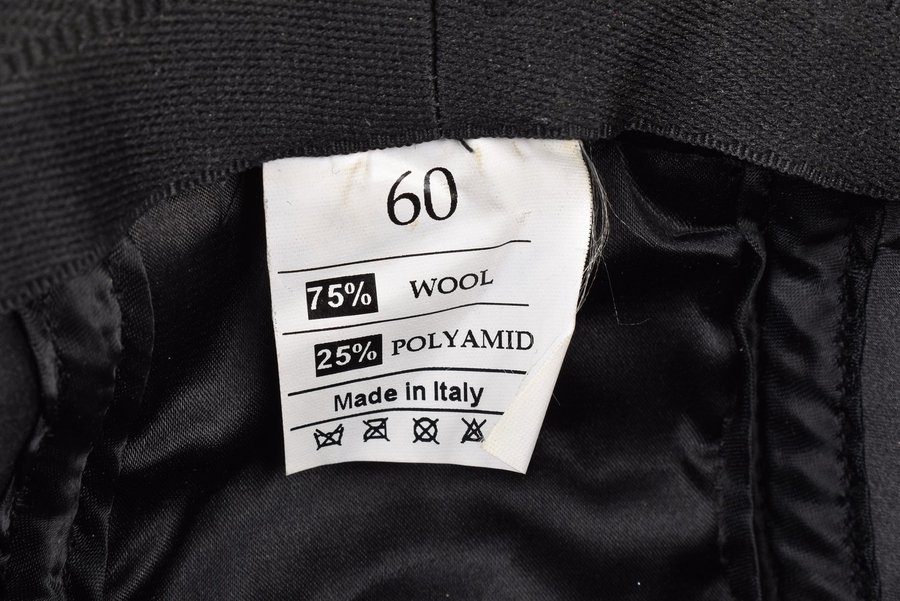 60
75% WOOL
25% POLYAMID
Made in Italy